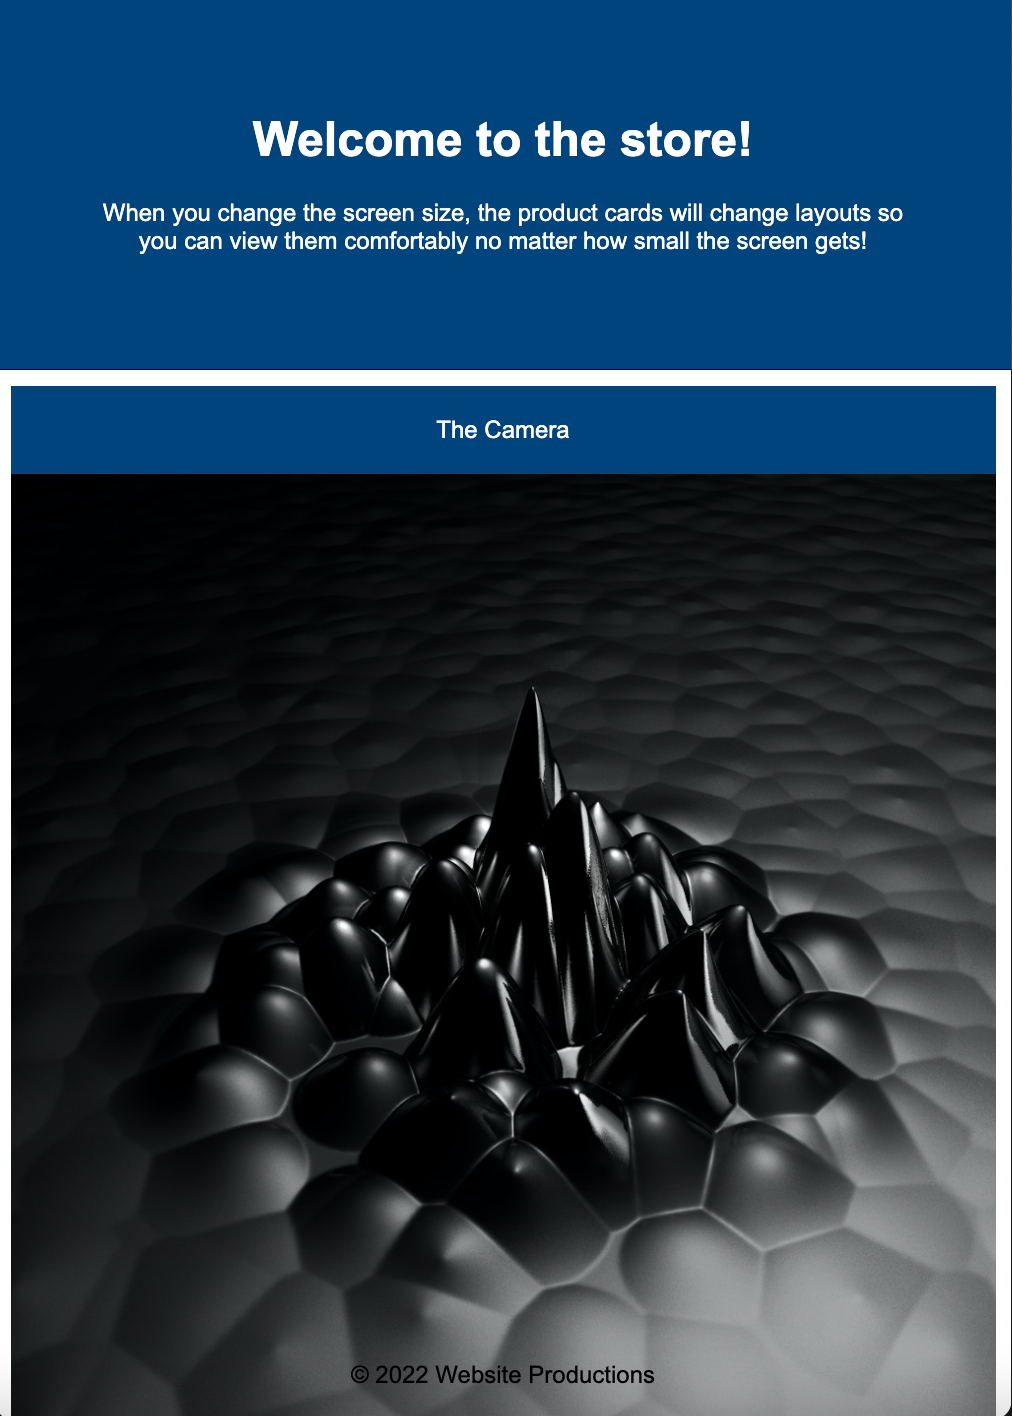 Welcome to the store!
When you change the screen size, the product cards will change layouts so
you can view them comfortably no matter how small the screen gets!
The Camera
© 2022 Website Productions